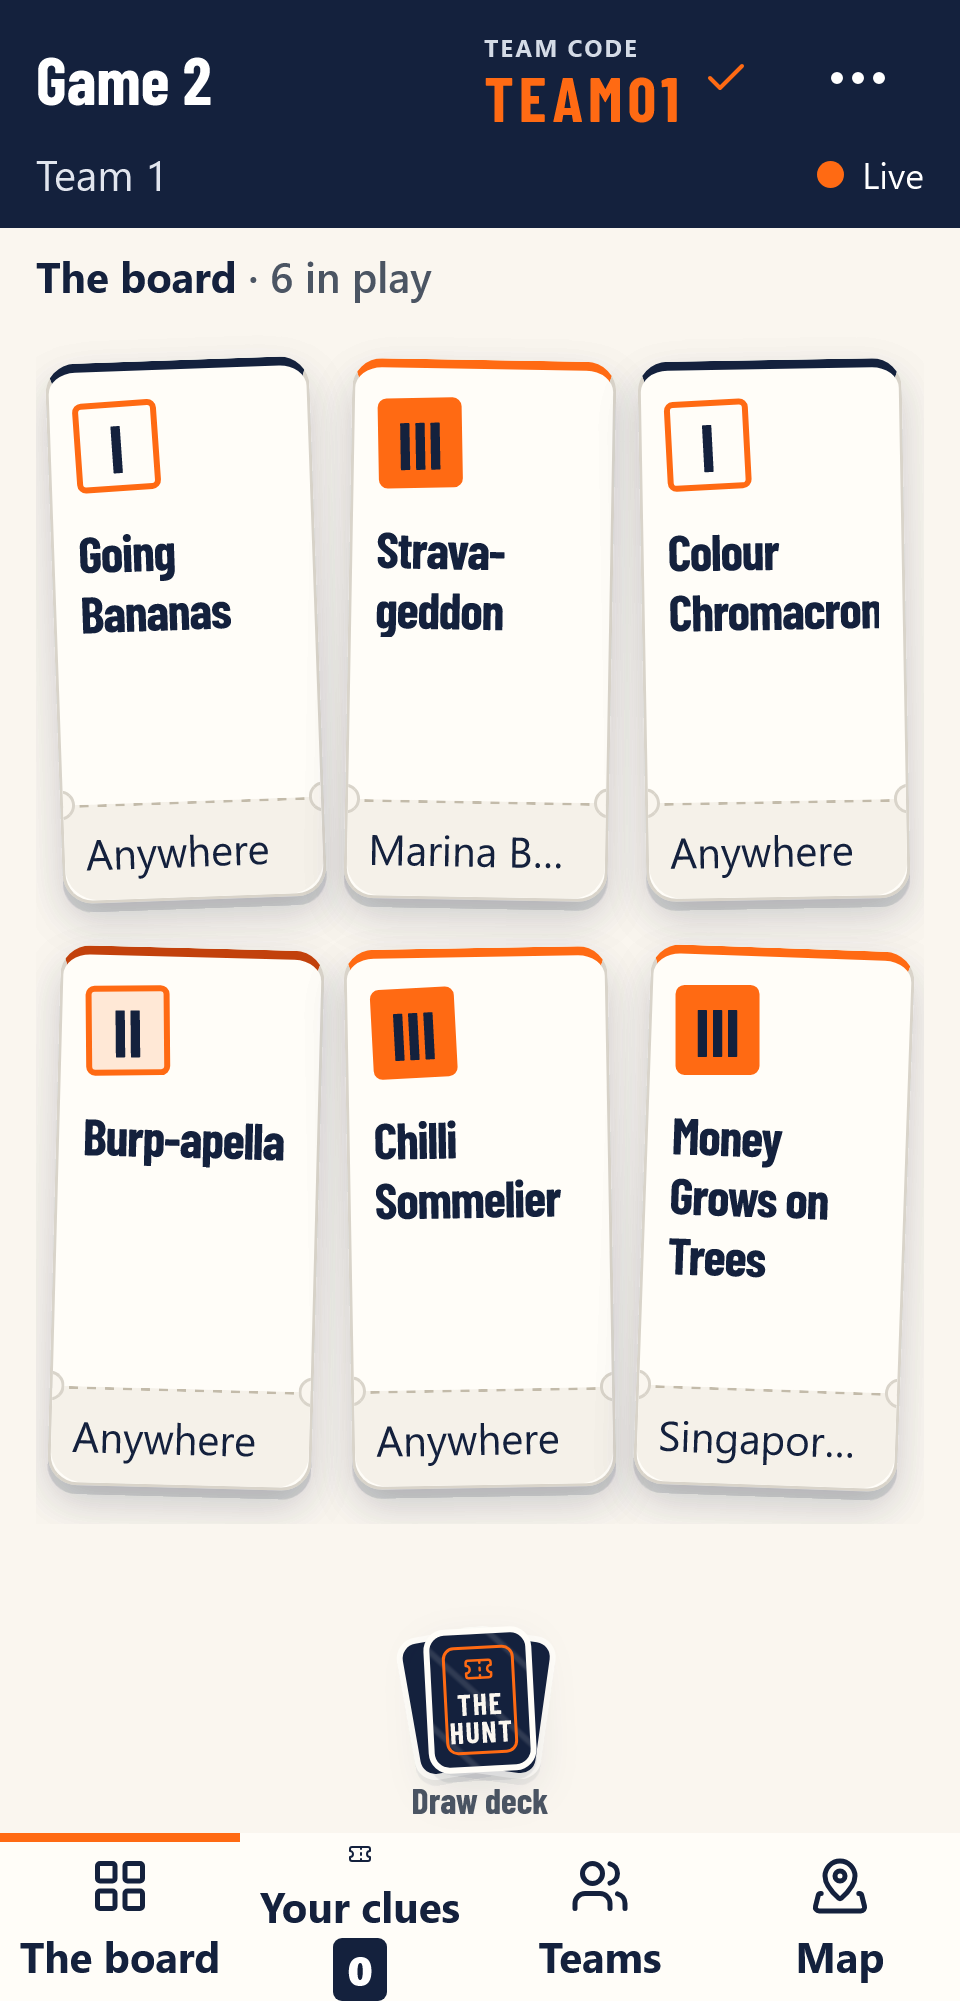 Game 2
TEAM CODE
TEAM01
Team 1
Live
The board · 6 in play
I
Going
Bananas
Anywhere
III
Strava-
geddon
Marina B...
I
Colour
Chromacron
Anywhere
II
Burp-apella
Anywhere
III
Chilli
Sommelier
Anywhere
III
Money
Grows on
Trees
Singapor...
THE
HUNT
Draw deck
The board
Your clues
0
Teams
Map